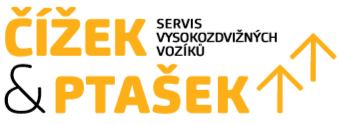 ČÍŽEK
SERVIS
VYSOKOZDVIŽNÝCH
VOZÍKŮ
& PTAŠEK